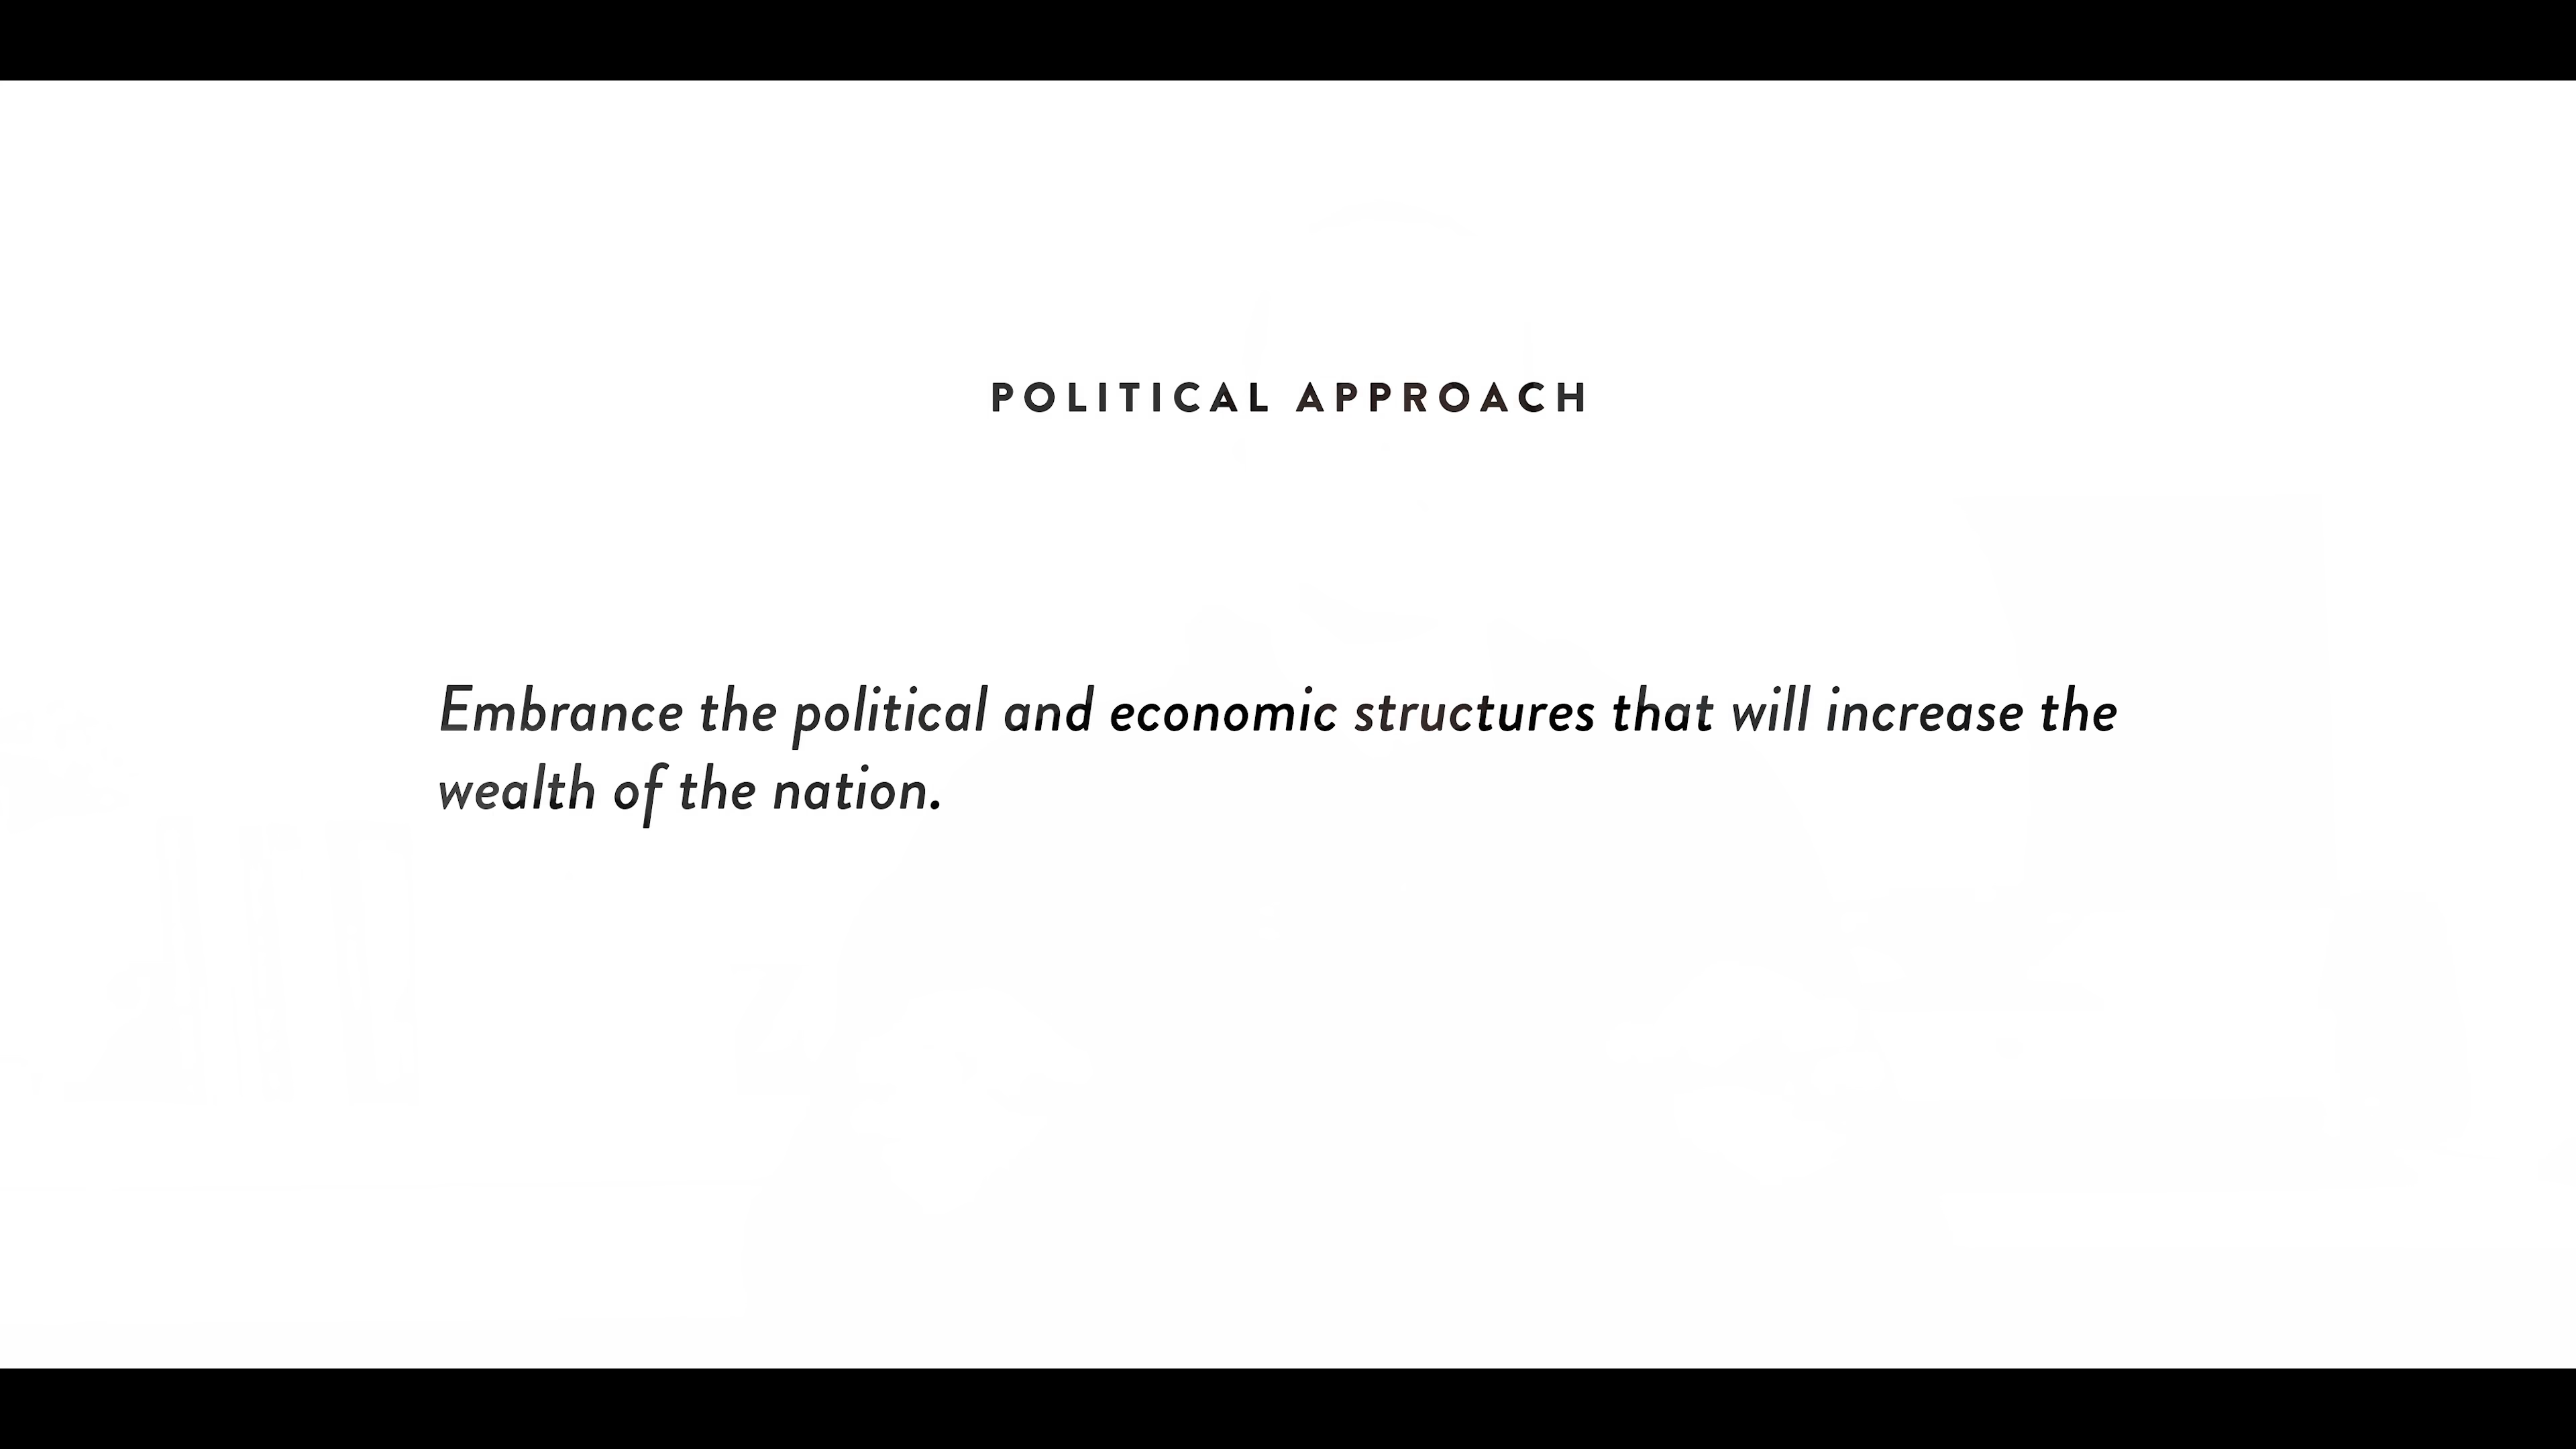 POLITICAL APPROACH
Embrance the political and economic structures that will increase the
wealth of the nation.